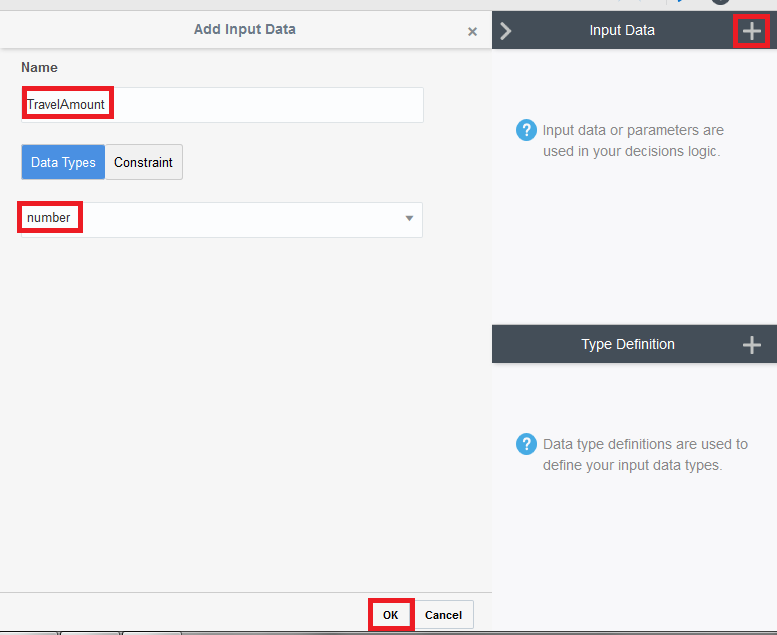 Add Input Data
×
Name
TravelAmount
Data Types
Constraint
number
OK
Cancel
Input Data
?
Input data or parameters are
used in your decisions logic.
Type Definition
?
Data type definitions are used to
define your input data types.